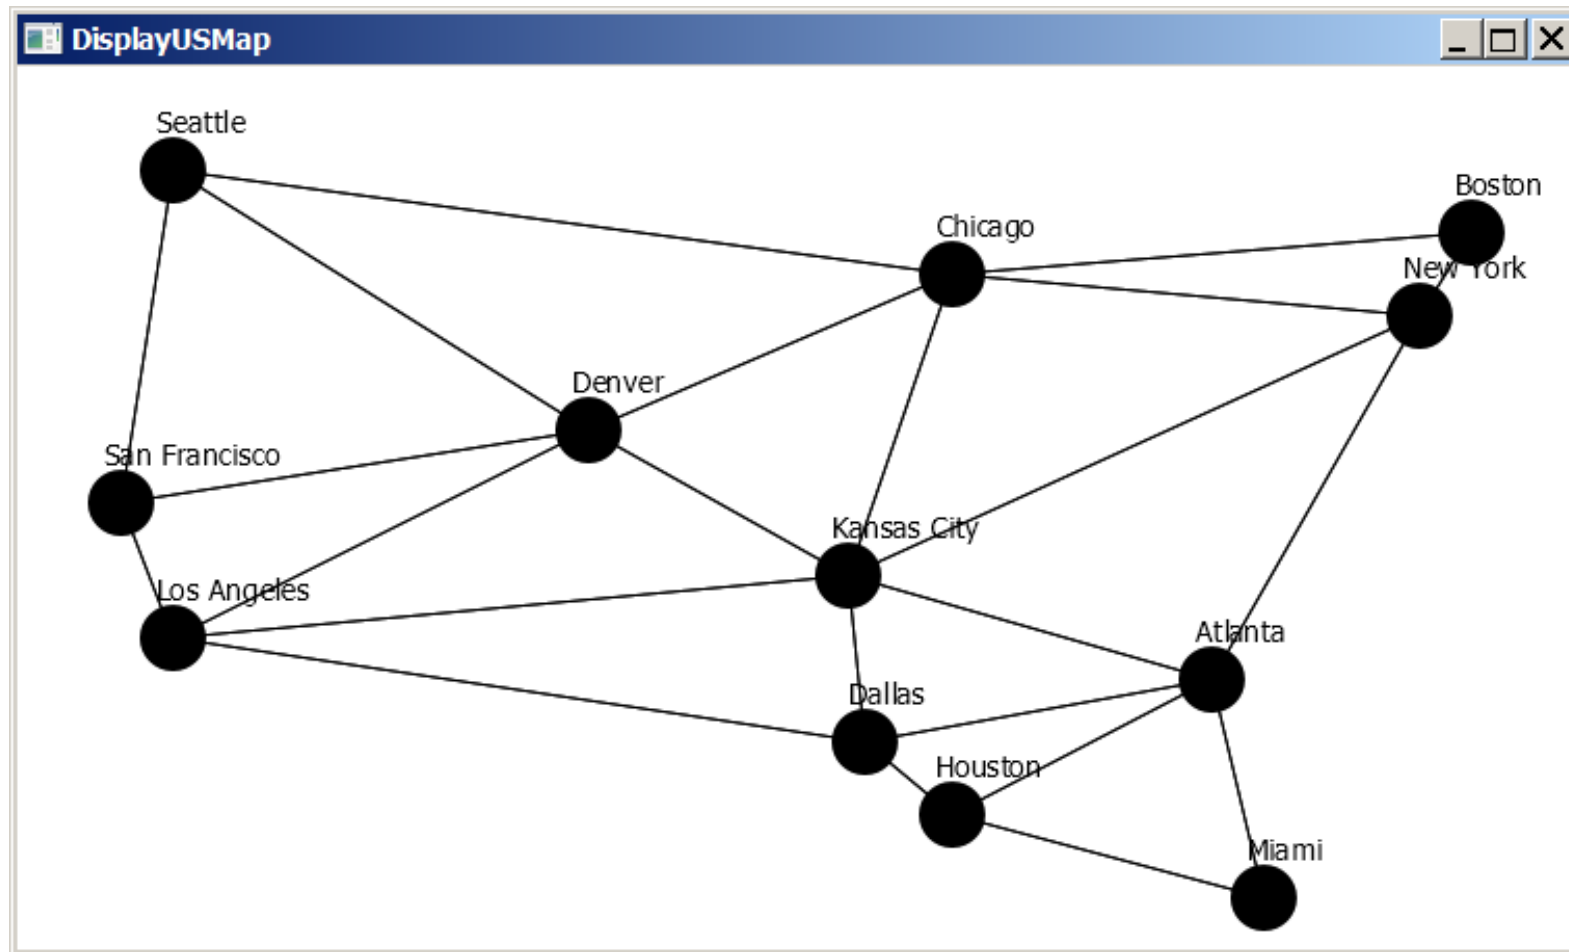 DisplayUSMap
Seattle
Boston
Chicago
New York
Denver
San Francisco
Kansas City
Los Angeles
Atlanta
Dallas
Houston
Miami